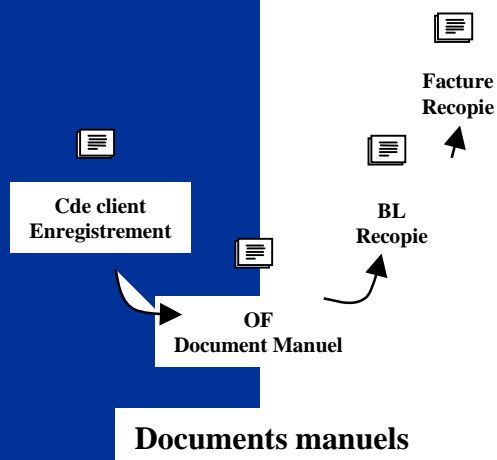 Facture
Recopie
Cde client
Enregistrement
BL
Recopie
OF
Document Manuel
Documents manuels